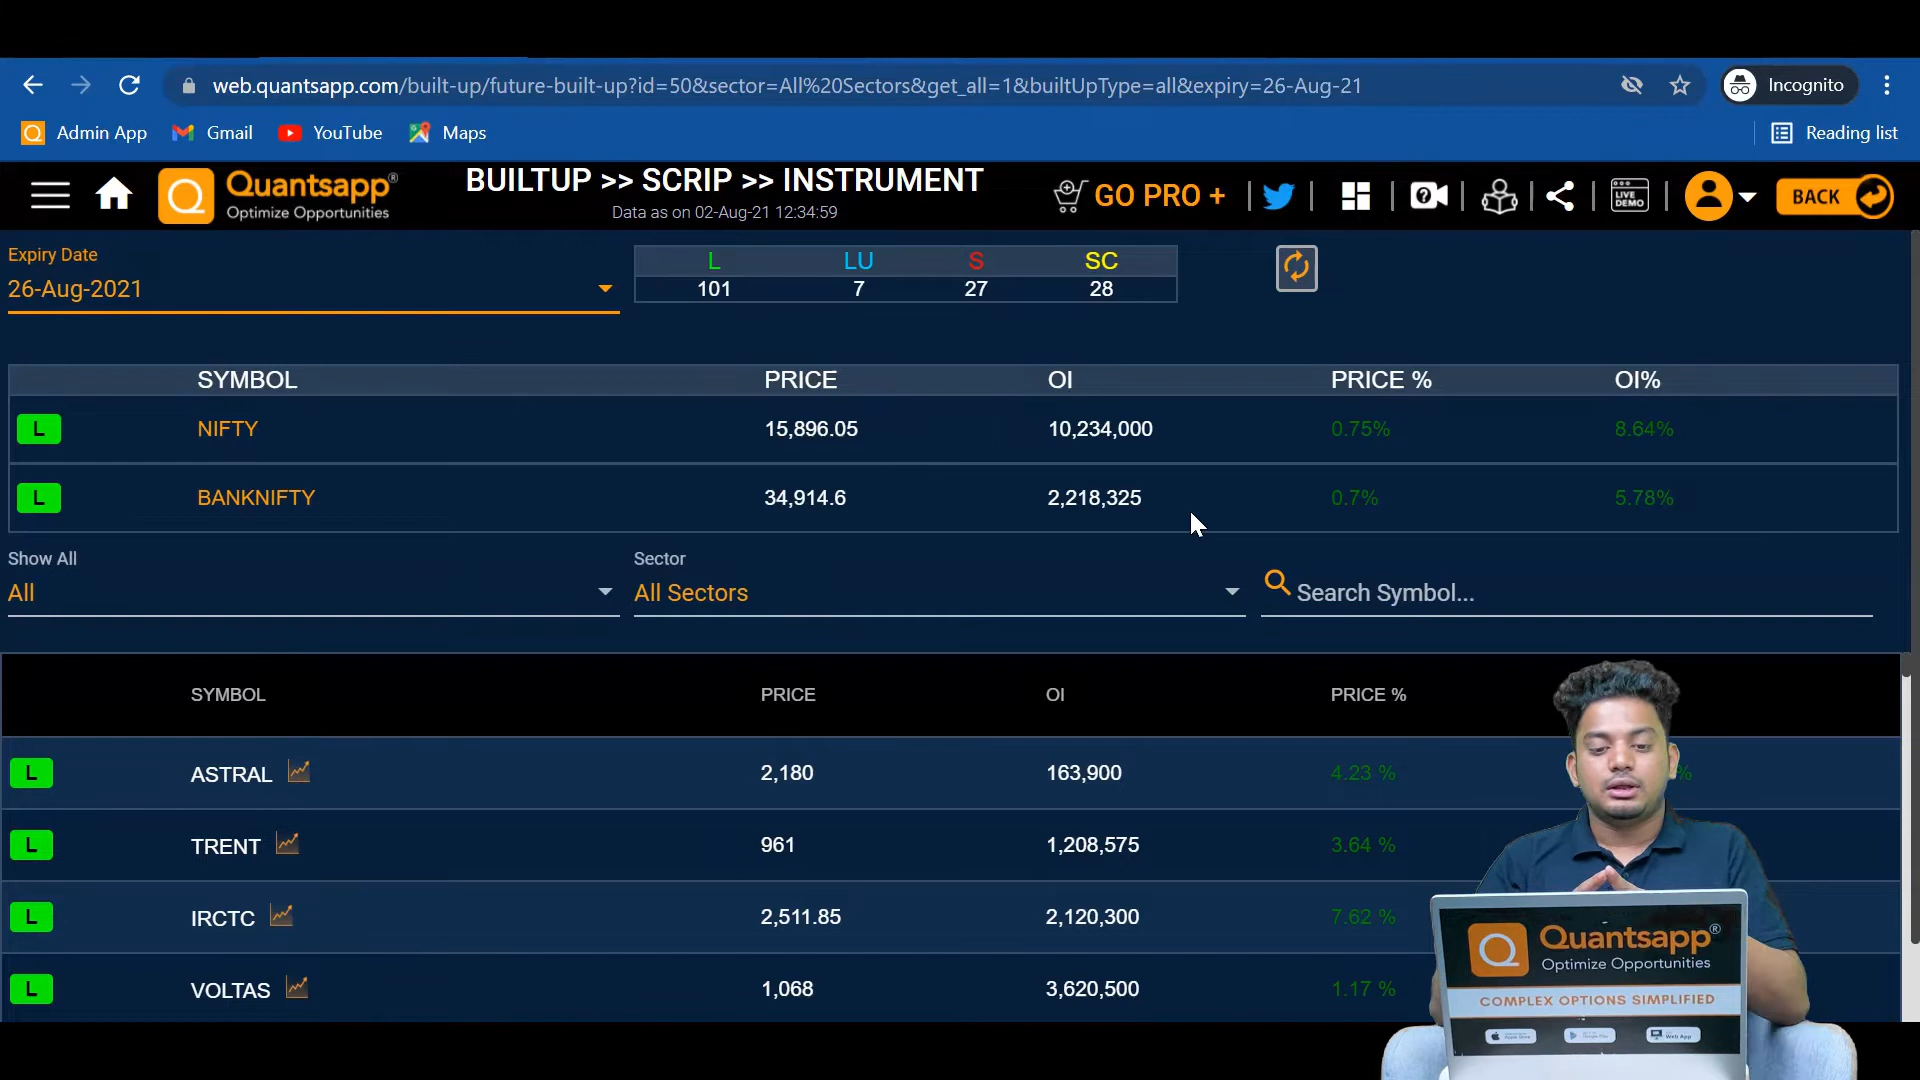 web.quantsapp.com/built-up/future-built-up?id=50&sector=All%20Sectors&get_all=1&builtUpType=all&expiry=26-Aug-21
Incognito
Admin App
Gmail
YouTube
Maps
Reading list
Quantsapp®
Optimize Opportunities
BUILTUP >> SCRIP >> INSTRUMENT
Data as on 02-Aug-21 12:34:59
GO PRO +
LIVE DEMO
BACK
Expiry Date
26-Aug-2021
L LU S SC
101 7 27 28
SYMBOL PRICE OI PRICE % OI%
L NIFTY 15,896.05 10,234,000 0.75% 8.64%
L BANKNIFTY 34,914.6 2,218,325 0.7% 5.78%
Show All
All
Sector
All Sectors
Search Symbol...
SYMBOL PRICE OI PRICE %
L ASTRAL 2,180 163,900 4.23 % %
L TRENT 961 1,208,575 3.64 %
L IRCTC 2,511.85 2,120,300 7.62 %
L VOLTAS 1,068 3,620,500 1.17 %
Quantsapp®
Optimize Opportunities
COMPLEX OPTIONS SIMPLIFIED
Web App